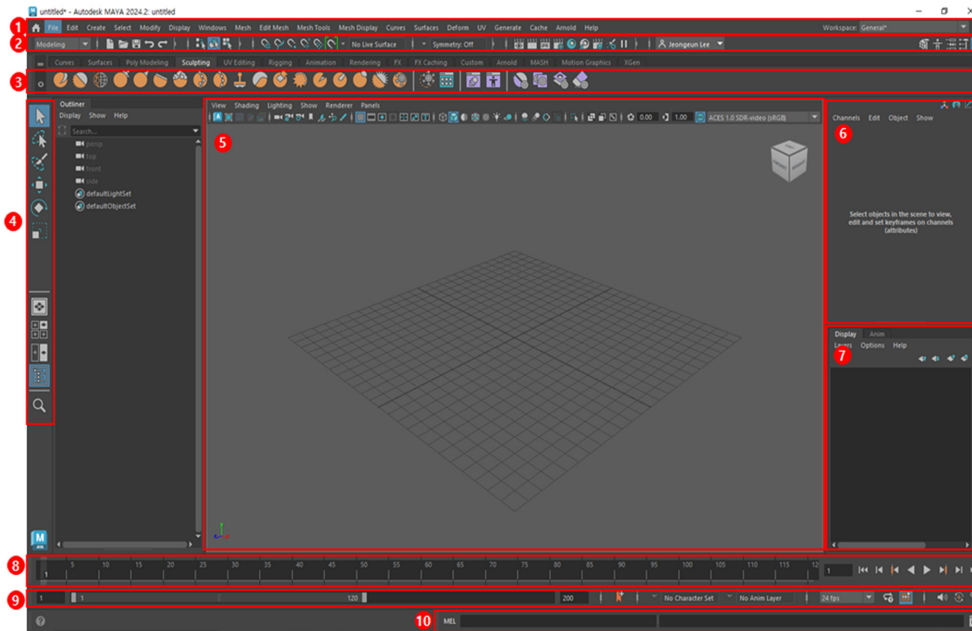 untitled* - Autodesk MAYA 2024.2: untitled
1
File Edit Create Select Modify Display Windows Mesh Edit Mesh Mesh Tools Mesh Display Curves Surfaces Deform UV Generate Cache Arnold Help
Workspace: General*
2
Modeling
No Live Surface
Symmetry: Off
Jeongeun Lee
Curves Surfaces Poly Modeling Sculpting UV Editing Rigging Animation Rendering FX FX Caching Custom Arnold MASH Motion Graphics XGen
3
Outliner
Display Show Help
Search...
persp
top
front
side
defaultLightSet
defaultObjectSet
4
View Shading Lighting Show Renderer Panels
0.00 1.00 ACES 1.0 SDR-video (sRGB)
5
Channels Edit Object Show
6
Select objects in the scene to view,
edit and set keyframes on channels
(attributes)
Display Anim
Layers Options Help
7
M
8
5 10 15 20 25 30 35 40 45 50 55 60 65 70 75 80 85 90 95 100 105 110 115 12
1
1
9
1 1 120 200 No Character Set No Anim Layer 24 fps
10
MEL